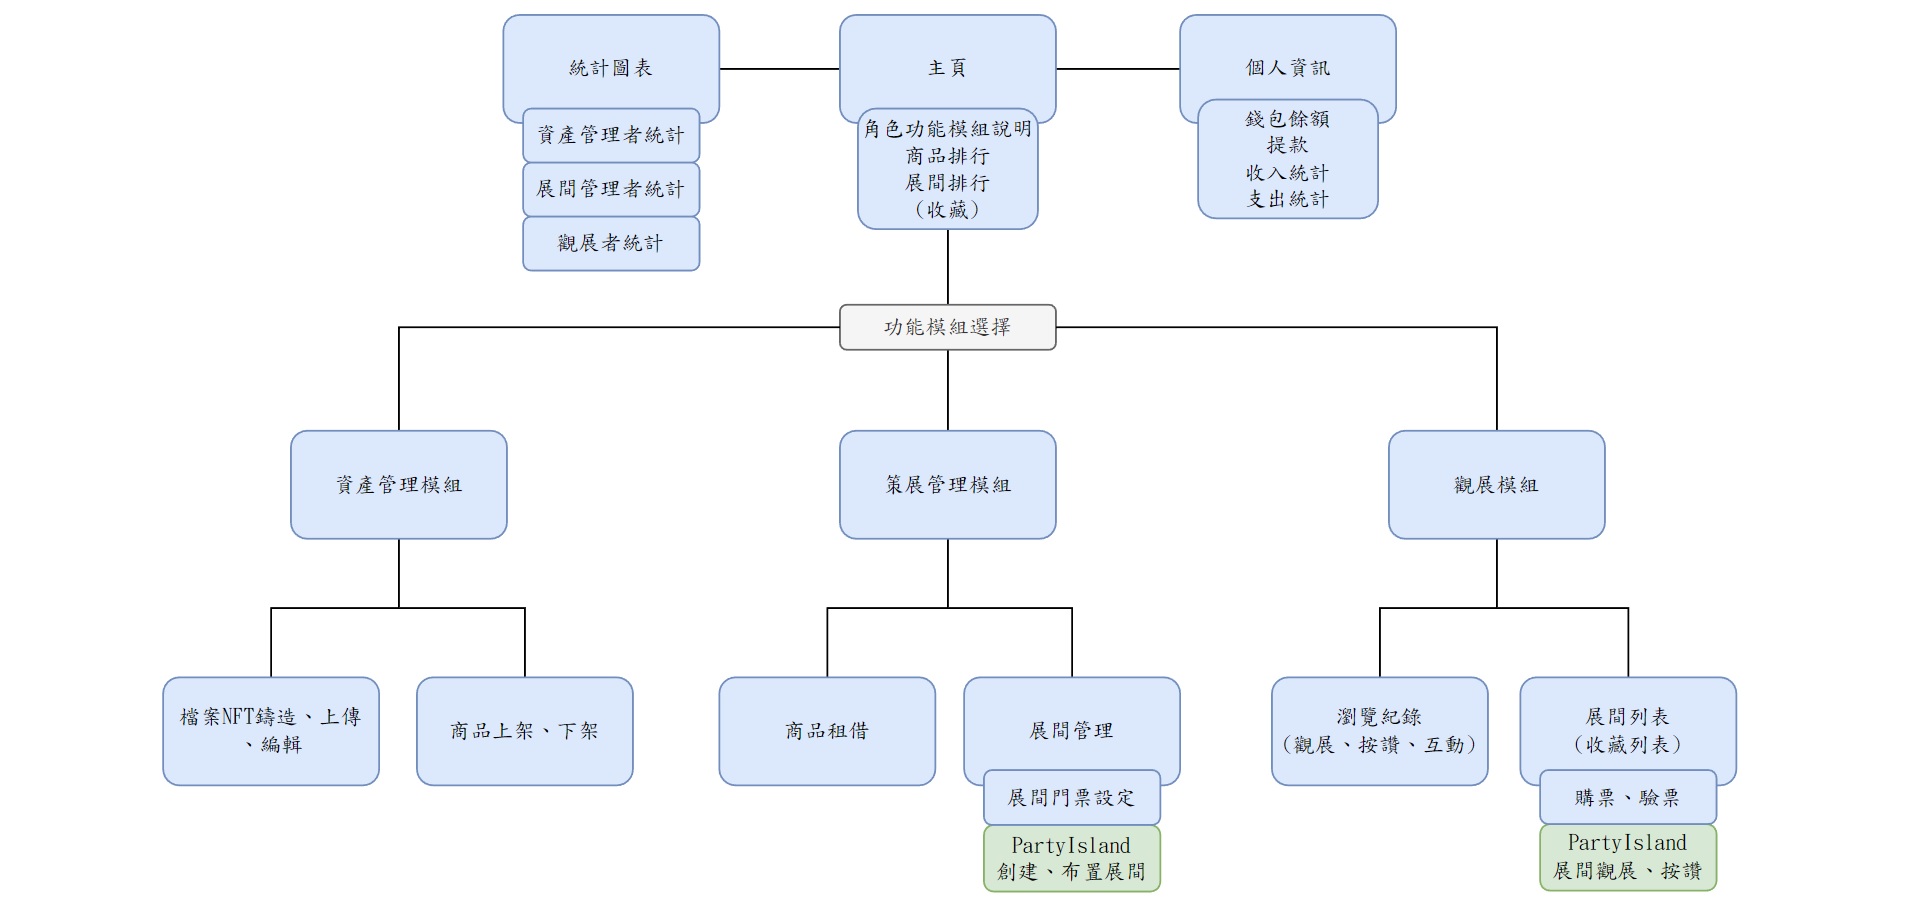 統計圖表
資產管理者統計
展間管理者統計
觀展者統計
主頁
角色功能模組說明
商品排行
展間排行
（收藏）
個人資訊
錢包餘額
提款
收入統計
支出統計
功能模組選擇
資產管理模組
策展管理模組
觀展模組
檔案NFT鑄造、上傳
、編輯
商品上架、下架
商品租借
展間管理
展間門票設定
PartyIsland
創建、布置展間
瀏覽紀錄
（觀展、按讚、互動）
展間列表
（收藏列表）
購票、驗票
PartyIsland
展間觀展、按讚